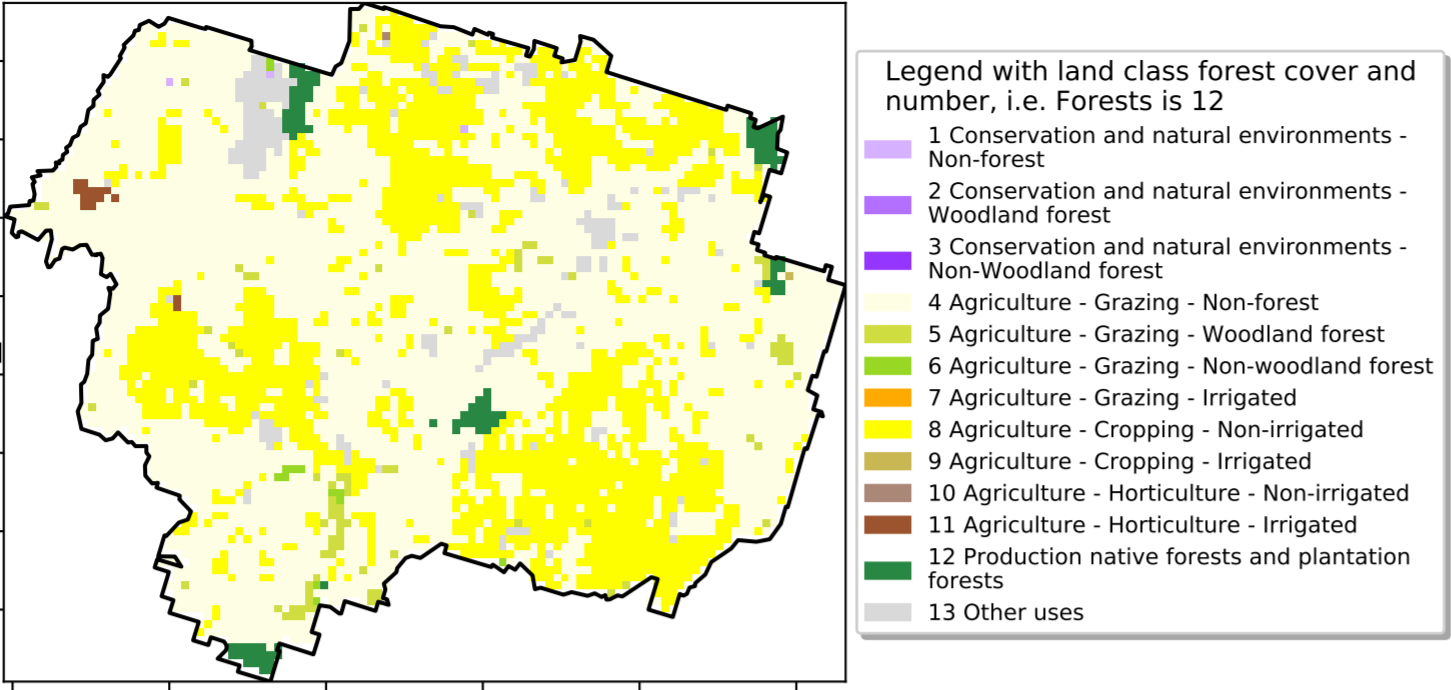 Legend with land class forest cover and
number, i.e. Forests is 12
1 Conservation and natural environments -
Non-forest
2 Conservation and natural environments -
Woodland forest
3 Conservation and natural environments -
Non-Woodland forest
4 Agriculture - Grazing - Non-forest
5 Agriculture - Grazing - Woodland forest
6 Agriculture - Grazing - Non-woodland forest
7 Agriculture - Grazing - Irrigated
8 Agriculture - Cropping - Non-irrigated
9 Agriculture - Cropping - Irrigated
10 Agriculture - Horticulture - Non-irrigated
11 Agriculture - Horticulture - Irrigated
12 Production native forests and plantation
forests
13 Other uses